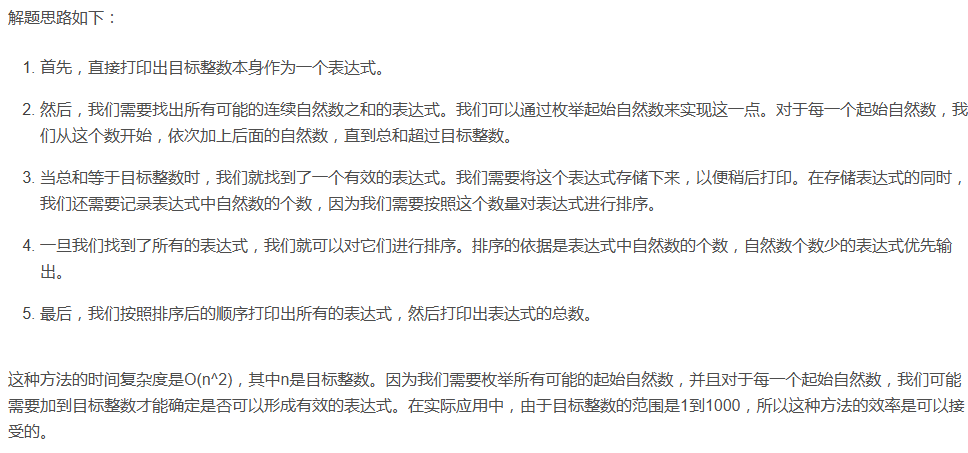 解题思路如下：
1. 首先，直接打印出目标整数本身作为一个表达式。
2. 然后，我们需要找出所有可能的连续自然数之和的表达式。我们可以通过枚举起始自然数来实现这一点。对于每一个起始自然数，我
们从这个数开始，依次加上后面的自然数，直到总和超过目标整数。
3. 当总和等于目标整数时，我们就找到了一个有效的表达式。我们需要将这个表达式存储下来，以便稍后打印。在存储表达式的同时，
我们还需要记录表达式中自然数的个数，因为我们需要按照这个数量对表达式进行排序。
4. 一旦我们找到了所有的表达式，我们就可以对它们进行排序。排序的依据是表达式中自然数的个数，自然数个数少的表达式优先输
出。
5. 最后，我们按照排序后的顺序打印出所有的表达式，然后打印出表达式的总数。
这种方法的时间复杂度是O(n^2)，其中n是目标整数。因为我们需要枚举所有可能的起始自然数，并且对于每一个起始自然数，我们可能
需要加到目标整数才能确定是否可以形成有效的表达式。在实际应用中，由于目标整数的范围是1到1000，所以这种方法的效率是可以接
受的。